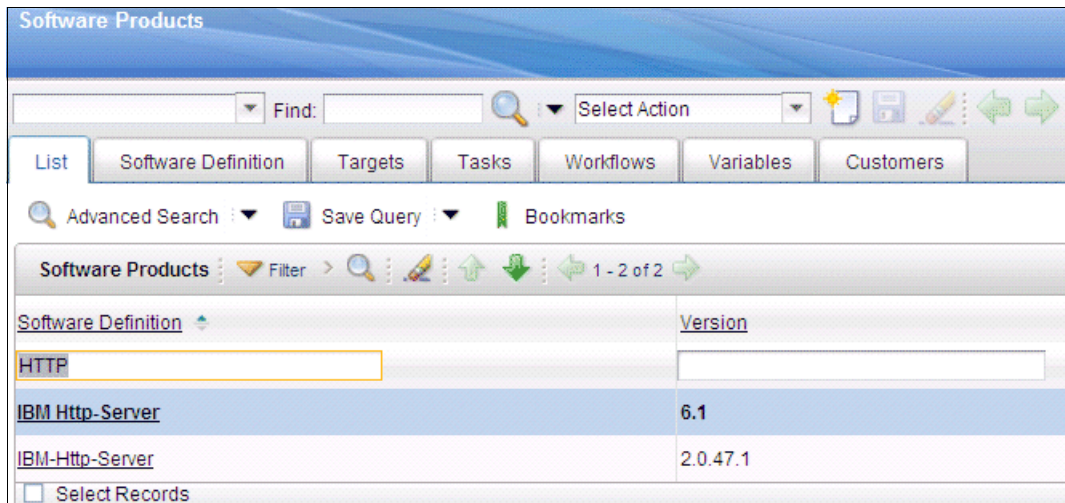 Software Products
Find: Select Action
List Software Definition Targets Tasks Workflows Variables Customers
Advanced Search Save Query Bookmarks
Software Products Filter > 1 - 2 of 2
Software Definition Version
HTTP
IBM Http-Server 6.1
IBM-Http-Server 2.0.47.1
Select Records